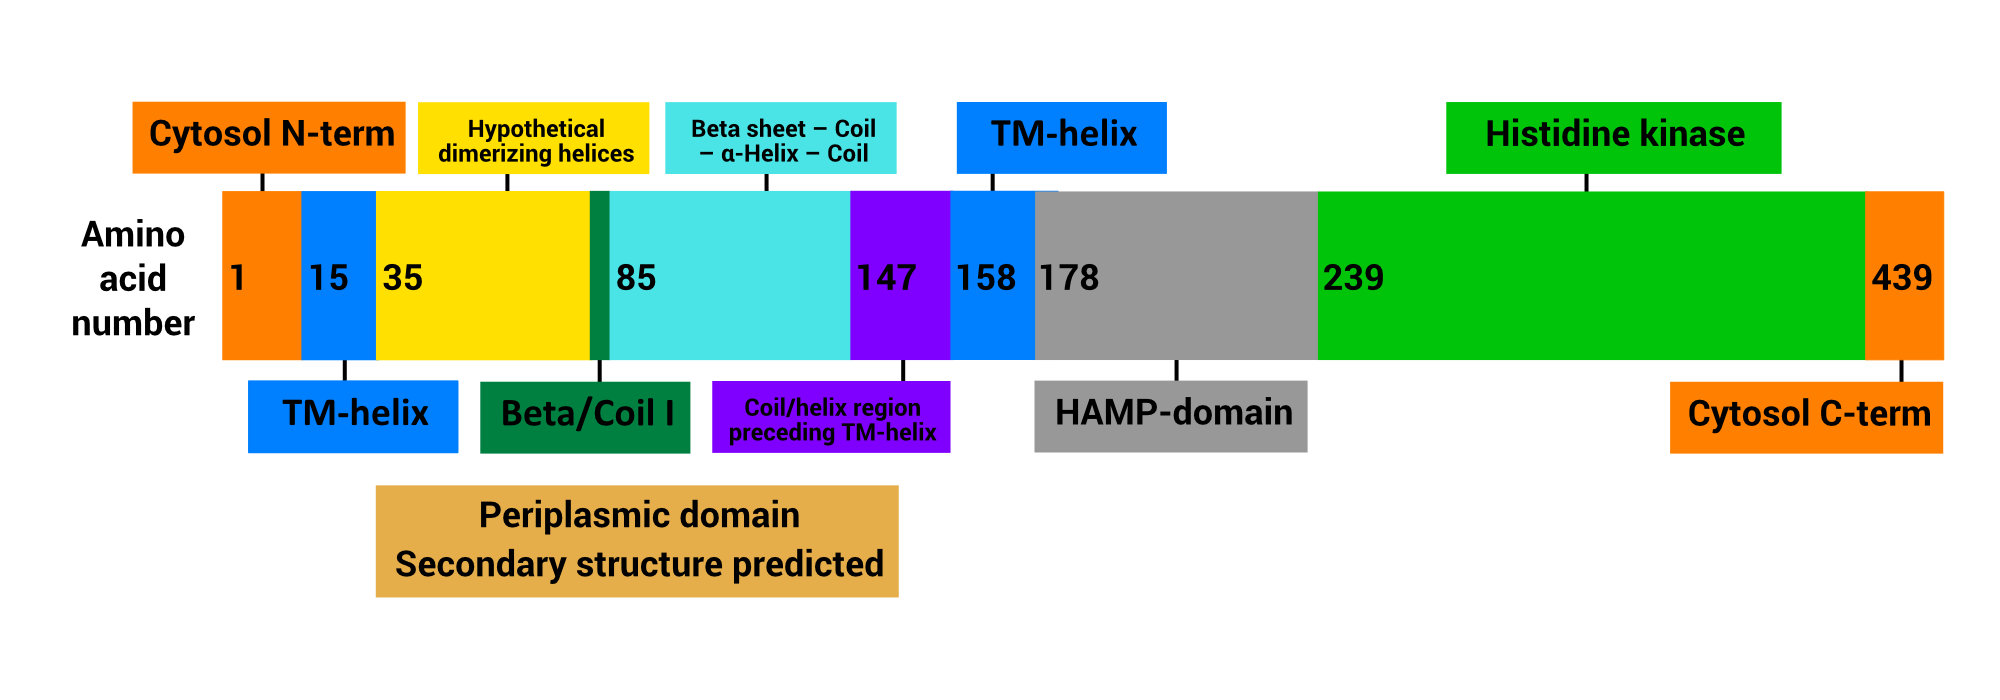 Cytosol N-term
Hypothetical
dimerizing helices
Beta sheet – Coil
– α-Helix – Coil
TM-helix
Histidine kinase
Amino
acid
number
1
15
35
85
147
158
178
239
439
TM-helix
Beta/Coil I
Coil/helix region
preceding TM-helix
HAMP-domain
Cytosol C-term
Periplasmic domain
Secondary structure predicted